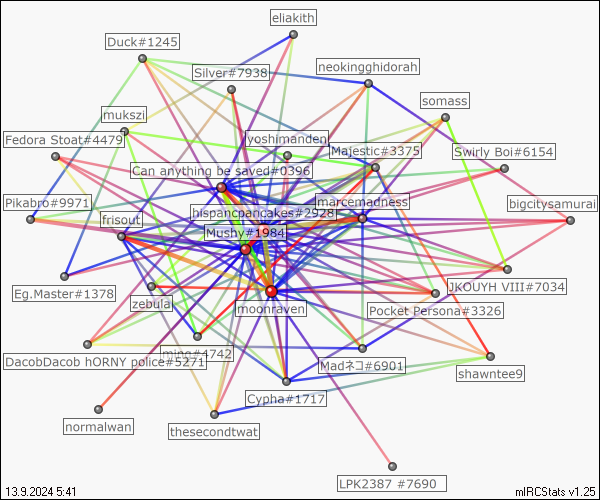 eliakith
Duck#1245
Silver#7938
neokingghidorah
somass
mukszi
Fedora Stoat#4479
yoshimanden
Majestic#3375
Swirly Boi#6154
Can anything be saved#0396
Pikabro#9971
marcemadness
bigcitysamurai
frisout
hispancpancakes#2928
Mushy#1984
Eg.Master#1378
zebula
JKOUYH VIII#7034
moonraven
Pocket Persona#3326
DacobDacob hORNY police#5271
Madネコ#6901
shawntee9
Cypha#1717
normalwan
thesecondtwat
LPK2387 #7690
13.9.2024 5:41
mIRCStats v1.25